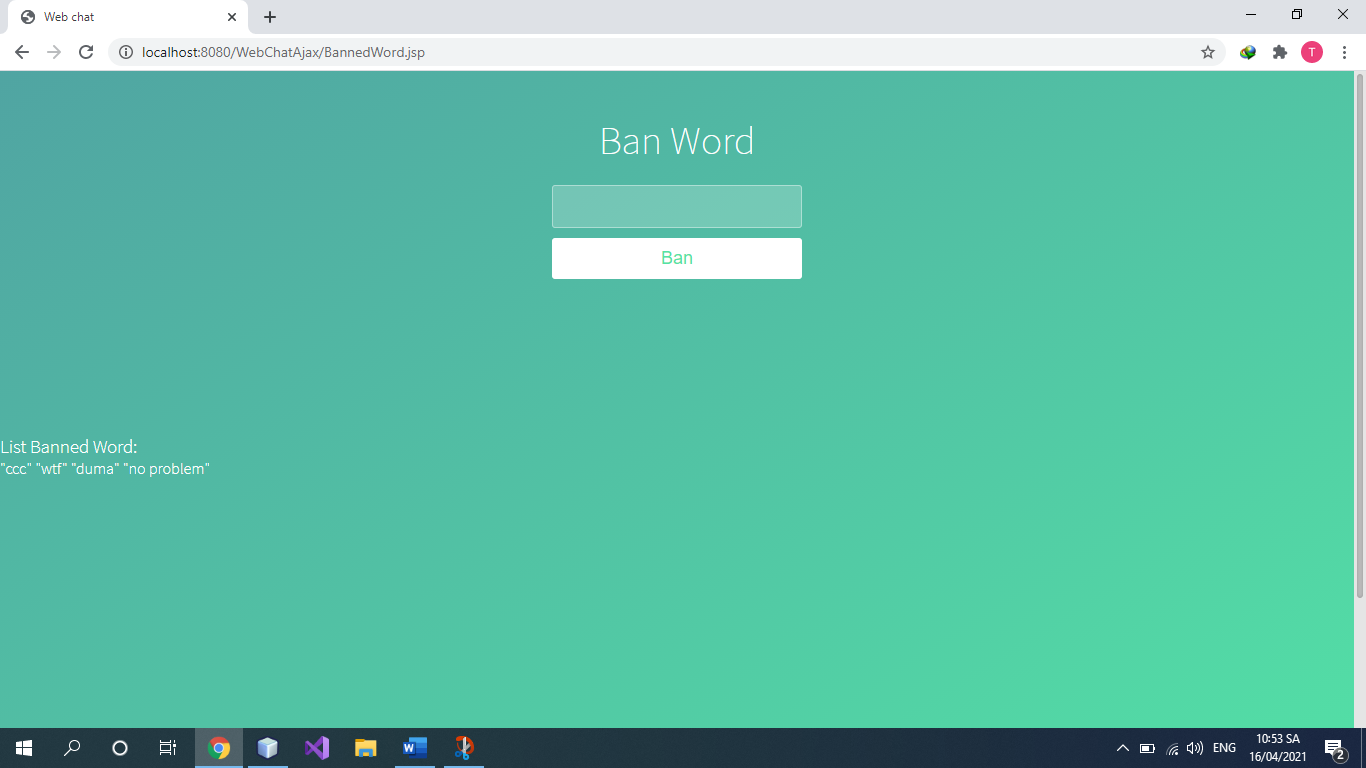 Web chat
localhost:8080/WebChatAjax/BannedWord.jsp
T
Ban Word
Ban
List Banned Word:
"ccc" "wtf" "duma" "no problem"
W
ENG
10:53 SA
16/04/2021
2